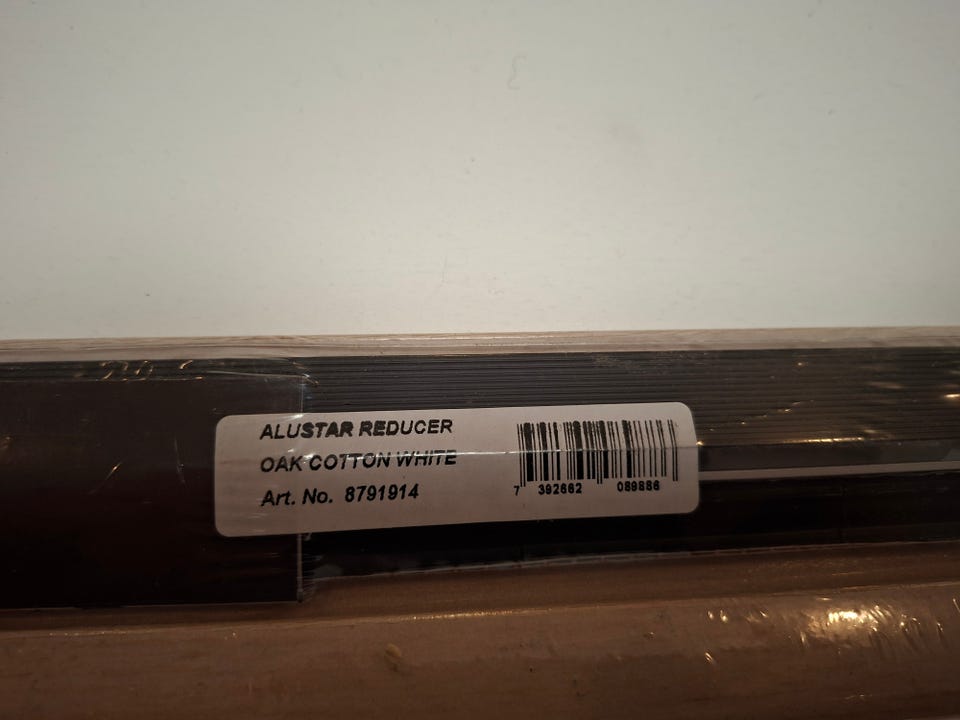 ALUSTAR REDUCER
OAK COTTON WHITE
Art. No. 8791914
7 392662 089886